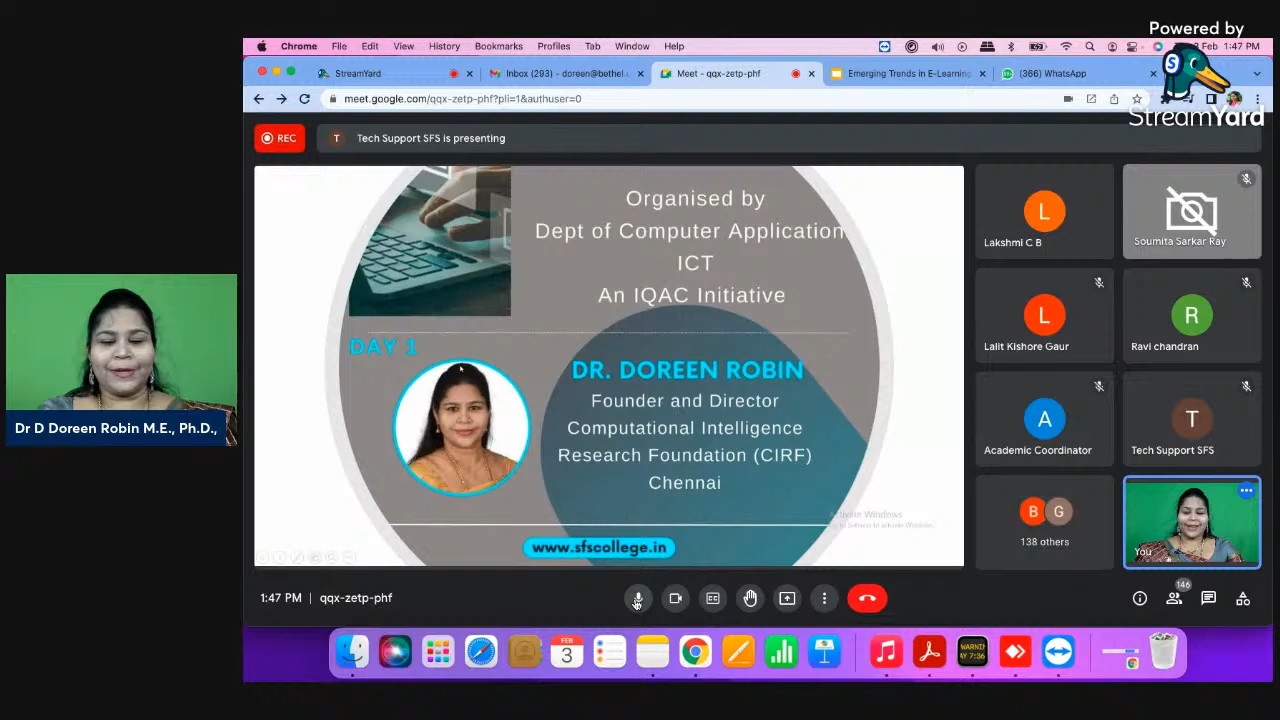 Powered by
StreamYard
Chrome File Edit View History Bookmarks Profiles Tab Window Help
Feb 1:47 PM
StreamYard
Inbox (293) - doreen@bethel.
Meet - qqx-zetp-phf
Emerging Trends in E-Learning
(366) WhatsApp
meet.google.com/qqx-zetp-phf?pli=1&authuser=0
REC
T
Tech Support SFS is presenting
Organised by
Dept of Computer Application
ICT
An IQAC Initiative
DAY 1
DR. DOREEN ROBIN
Founder and Director
Computational Intelligence
Research Foundation (CIRF)
Chennai
Activate Windows
www.sfscollege.in
L
Lakshmi C B
Soumita Sarkar Ray
L
Lalit Kishore Gaur
R
Ravi chandran
A
Academic Coordinator
T
Tech Support SFS
B G
138 others
You
Dr D Doreen Robin M.E., Ph.D.,
1:47 PM | qqx-zetp-phf
146
FEB
3